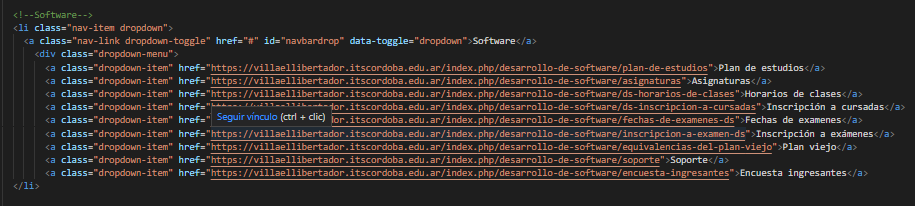 <!--Software-->
<li class="nav-item dropdown">
<a class="nav-link dropdown-toggle" href="#" id="navbardrop" data-toggle="dropdown">Software</a>
<div class="dropdown-menu">
<a class="dropdown-item" href="https://villaellibertador.itscordoba.edu.ar/index.php/desarrollo-de-software/plan-de-estudios">Plan de estudios</a>
<a class="dropdown-item" href="https://villaellibertador.itscordoba.edu.ar/index.php/desarrollo-de-software/asignaturas">Asignaturas</a>
<a class="dropdown-item" href="https://villaellibertador.itscordoba.edu.ar/index.php/desarrollo-de-software/ds-horarios-de-clases">Horarios de clases</a>
<a class="dropdown-item" href="https://villaellibertador.itscordoba.edu.ar/index.php/desarrollo-de-software/ds-inscripcion-a-cursadas">Inscripción a cursadas</a>
<a class="dropdown-item" Seguir vínculo (ctrl + clic) libertador.itscordoba.edu.ar/index.php/desarrollo-de-software/fechas-de-examenes-ds">Fechas de examenes</a>
<a class="dropdown-item" href="https://villaellibertador.itscordoba.edu.ar/index.php/desarrollo-de-software/inscripcion-a-examen-ds">Inscripción a exámenes</a>
<a class="dropdown-item" href="https://villaellibertador.itscordoba.edu.ar/index.php/desarrollo-de-software/equivalencias-del-plan-viejo">Plan viejo</a>
<a class="dropdown-item" href="https://villaellibertador.itscordoba.edu.ar/index.php/desarrollo-de-software/soporte">Soporte</a>
<a class="dropdown-item" href="https://villaellibertador.itscordoba.edu.ar/index.php/desarrollo-de-software/encuesta-ingresantes">Encuesta ingresantes</a>
</li>